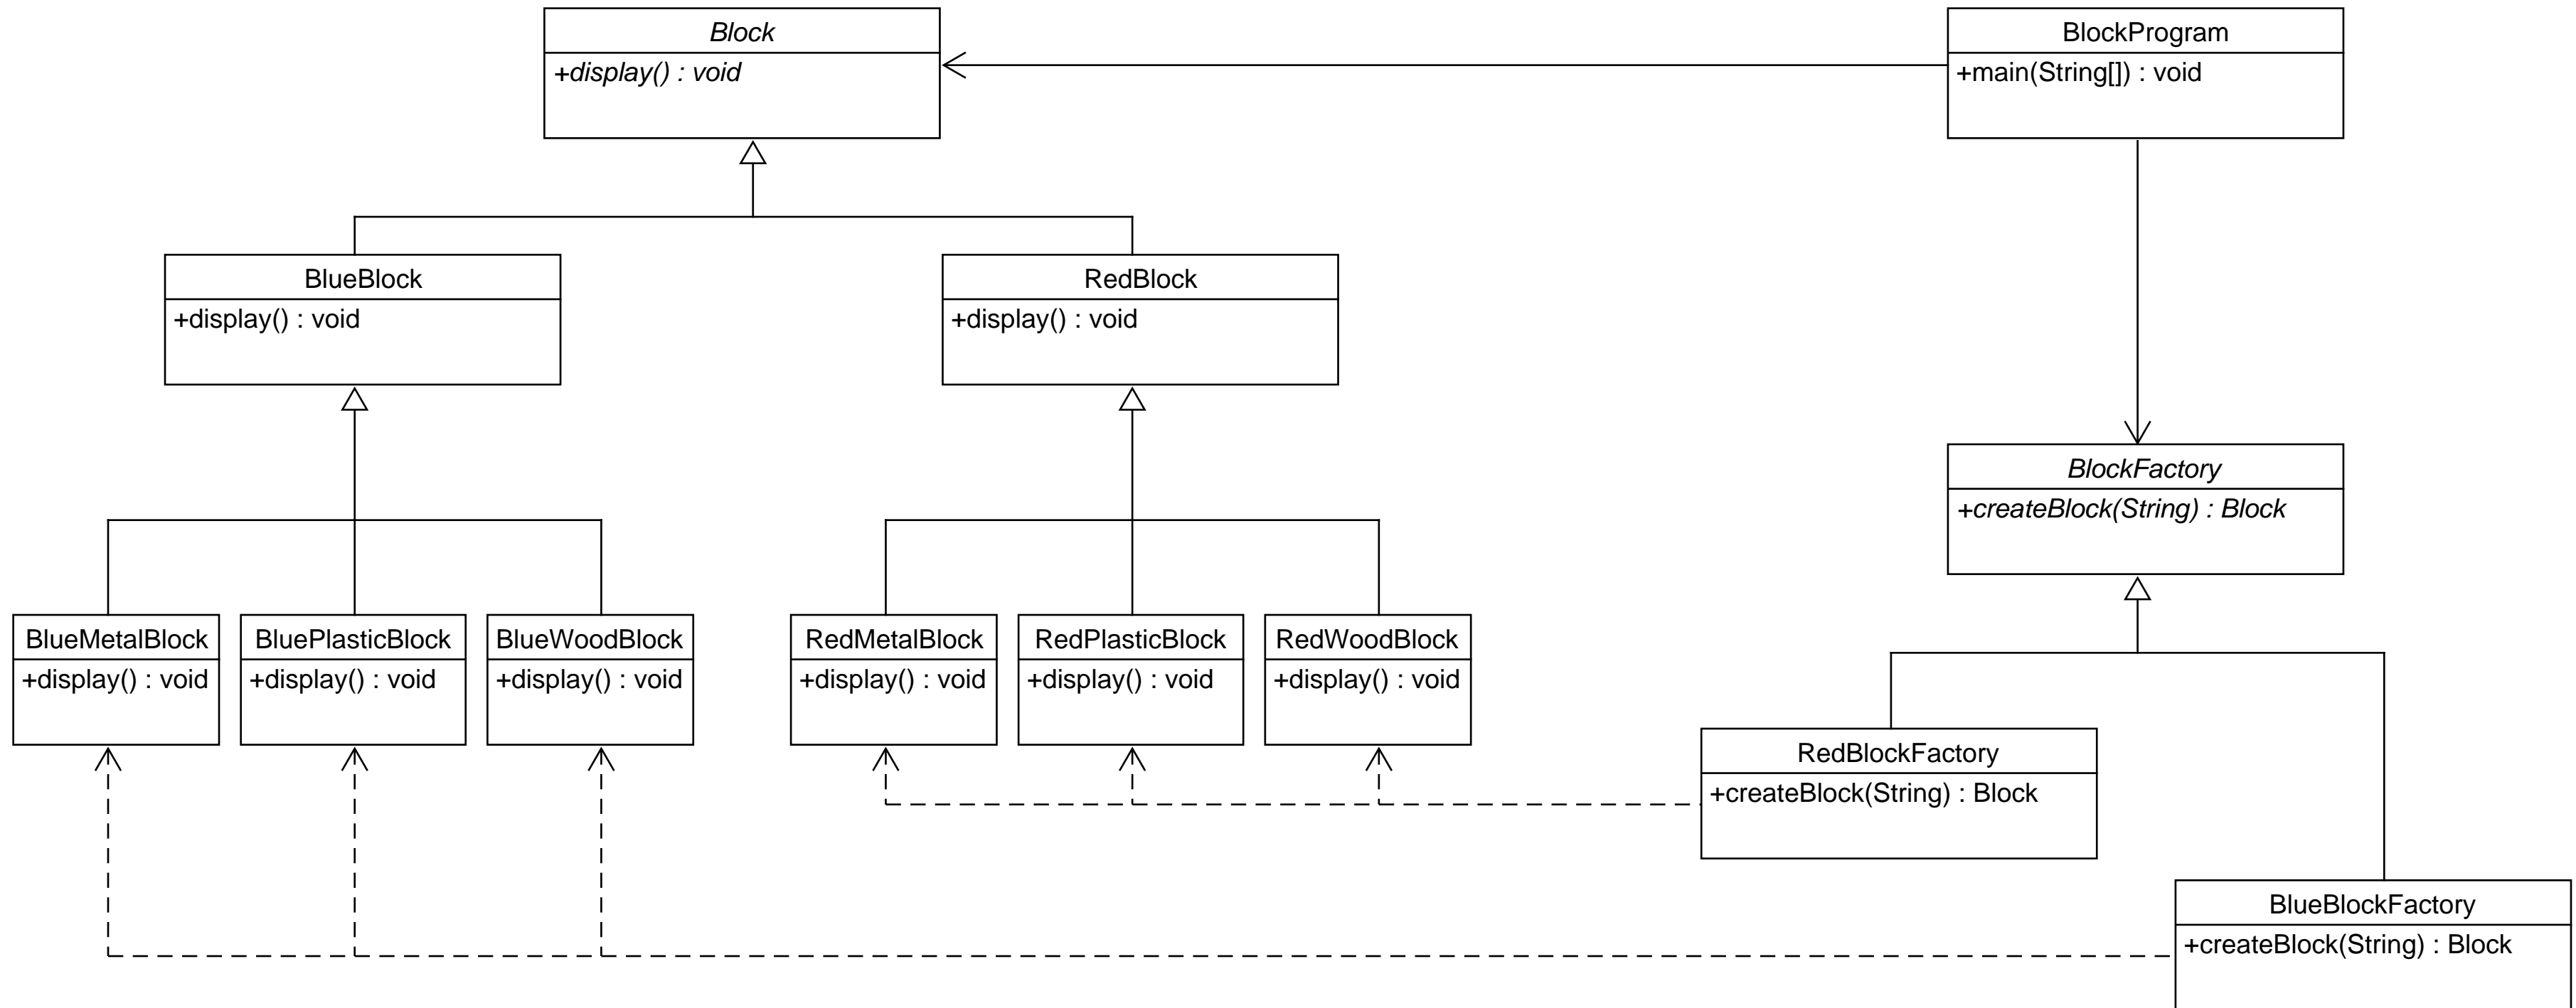 Block
+display() : void
BlockProgram
+main(String[]) : void
BlueBlock
+display() : void
RedBlock
+display() : void
BlockFactory
+createBlock(String) : Block
BlueMetalBlock
+display() : void
BluePlasticBlock
+display() : void
BlueWoodBlock
+display() : void
RedMetalBlock
+display() : void
RedPlasticBlock
+display() : void
RedWoodBlock
+display() : void
RedBlockFactory
+createBlock(String) : Block
BlueBlockFactory
+createBlock(String) : Block